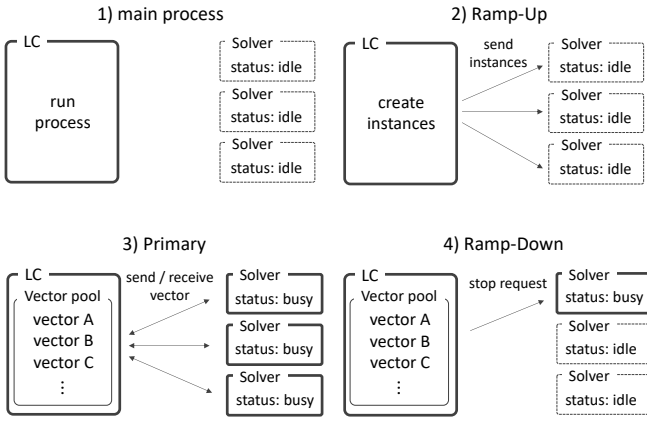 1) main process
LC
run
process
Solver
status: idle
Solver
status: idle
Solver
status: idle
2) Ramp-Up
LC
create
instances
send
instances
Solver
status: idle
Solver
status: idle
Solver
status: idle
3) Primary
LC
Vector pool
vector A
vector B
vector C
⋮
send / receive
vector
Solver
status: busy
Solver
status: busy
Solver
status: busy
4) Ramp-Down
LC
Vector pool
vector A
vector B
vector C
⋮
stop request
Solver
status: busy
Solver
status: idle
Solver
status: idle